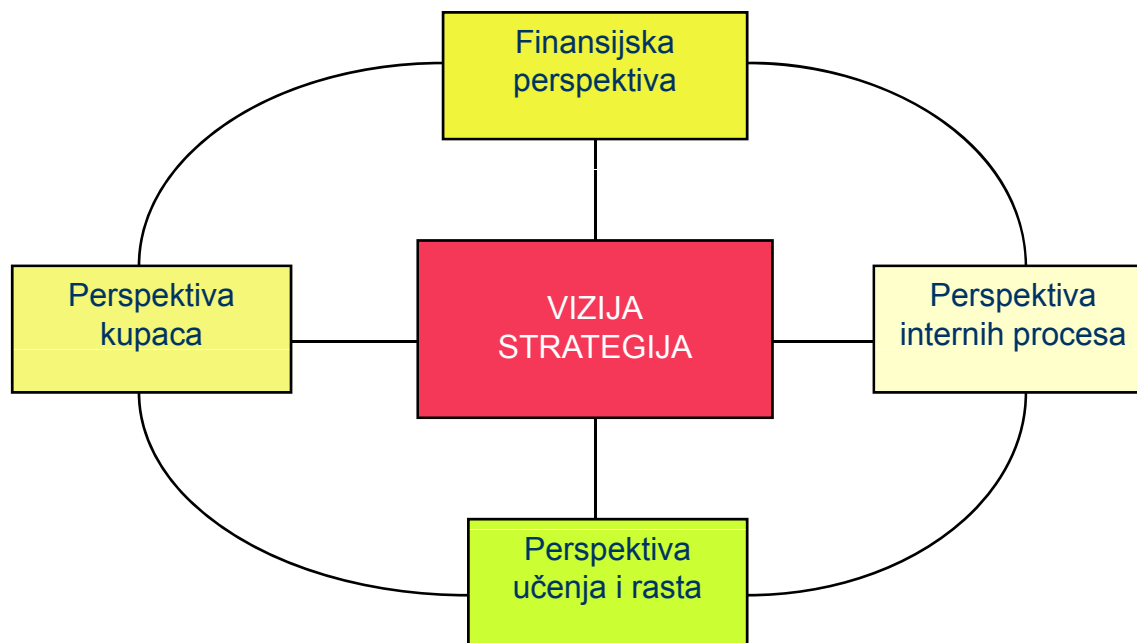 Finansijska
perspektiva
Perspektiva
kupaca
VIZIJA
STRATEGIJA
Perspektiva
internih procesa
Perspektiva
učenja i rasta